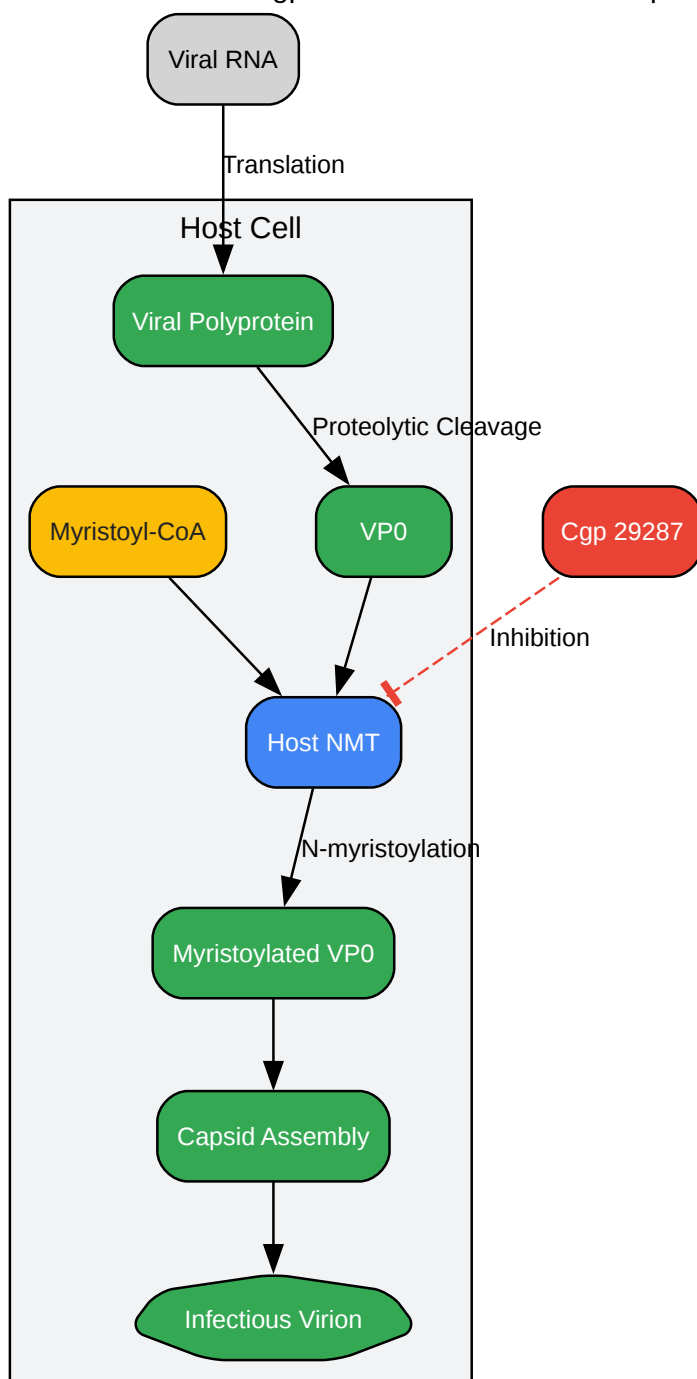 Viral RNA
Translation
Host Cell
Viral Polyprotein
Proteolytic Cleavage
Myristoyl-CoA
VP0
Cgp 29287
Inhibition
Host NMT
N-myristoylation
Myristoylated VP0
Capsid Assembly
Infectious Virion